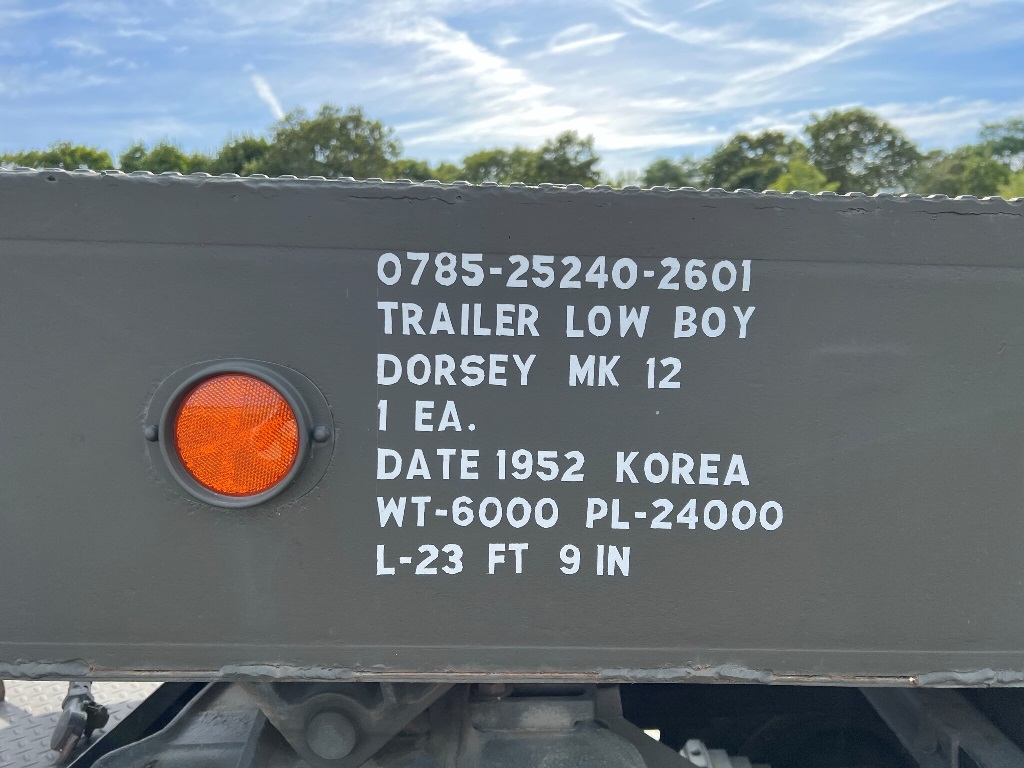 0785-25240-2601
TRAILER LOW BOY
DORSEY MK 12
1 EA.
DATE 1952 KOREA
WT-6000 PL-24000
L-23 FT 9 IN